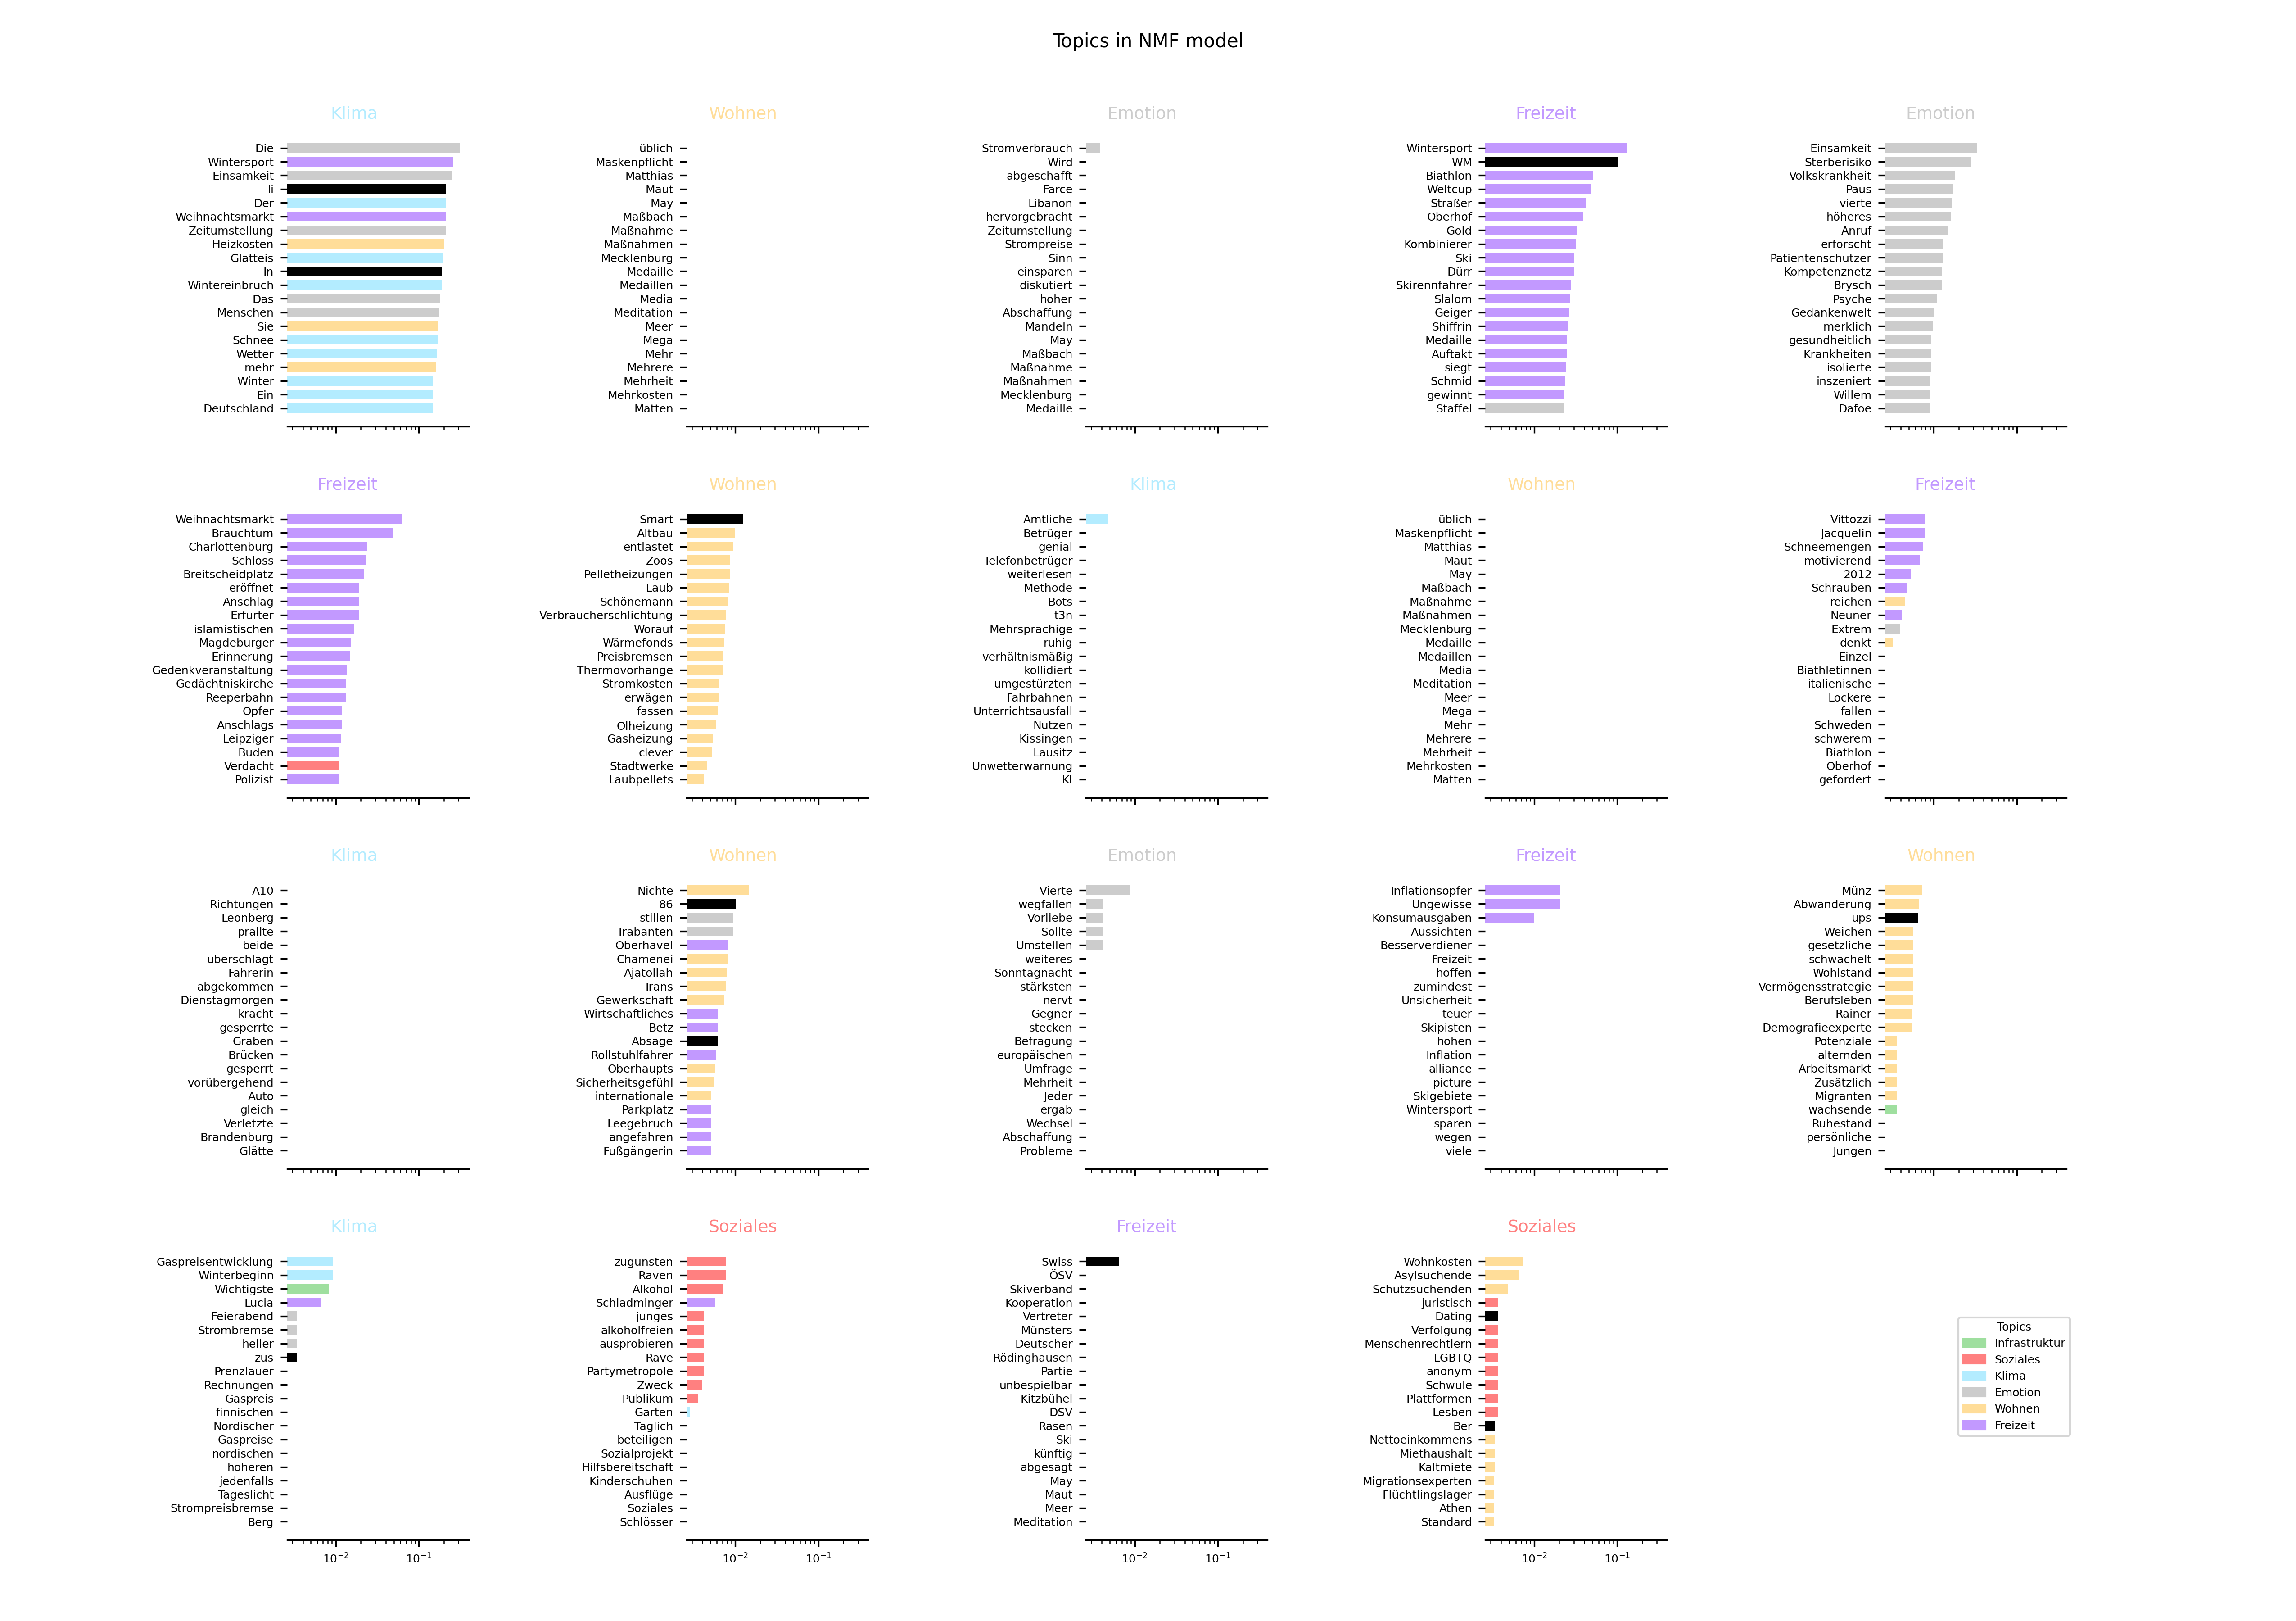 Topics in NMF model
Klima
Die
Wintersport
Einsamkeit
li
Der
Weihnachtsmarkt
Zeitumstellung
Heizkosten
Glatteis
In
Wintereinbruch
Das
Menschen
Sie
Schnee
Wetter
mehr
Winter
Ein
Deutschland
Wohnen
üblich
Maskenpflicht
Matthias
Maut
May
Maßbach
Maßnahme
Maßnahmen
Mecklenburg
Medaille
Medaillen
Media
Meditation
Meer
Mega
Mehr
Mehrere
Mehrheit
Mehrkosten
Matten
Emotion
Stromverbrauch
Wird
abgeschafft
Farce
Libanon
hervorgebracht
Zeitumstellung
Strompreise
Sinn
einsparen
diskutiert
hoher
Abschaffung
Mandeln
May
Maßbach
Maßnahme
Maßnahmen
Mecklenburg
Medaille
Freizeit
Wintersport
WM
Biathlon
Weltcup
Straßer
Oberhof
Gold
Kombinierer
Ski
Dürr
Skirennfahrer
Slalom
Geiger
Shiffrin
Medaille
Auftakt
siegt
Schmid
gewinnt
Staffel
Emotion
Einsamkeit
Sterberisiko
Volkskrankheit
Paus
vierte
höheres
Anruf
erforscht
Patientenschützer
Kompetenznetz
Brysch
Psyche
Gedankenwelt
merklich
gesundheitlich
Krankheiten
isolierte
inszeniert
Willem
Dafoe
Freizeit
Weihnachtsmarkt
Brauchtum
Charlottenburg
Schloss
Breitscheidplatz
eröffnet
Anschlag
Erfurter
islamistischen
Magdeburger
Erinnerung
Gedenkveranstaltung
Gedächtniskirche
Reeperbahn
Opfer
Anschlags
Leipziger
Buden
Verdacht
Polizist
Wohnen
Smart
Altbau
entlastet
Zoos
Pelletheizungen
Laub
Schönemann
Verbraucherschlichtung
Worauf
Wärmefonds
Preisbremsen
Thermovorhänge
Stromkosten
erwägen
fassen
Ölheizung
Gasheizung
clever
Stadtwerke
Laubpellets
Klima
Amtliche
Betrüger
genial
Telefonbetrüger
weiterlesen
Methode
Bots
t3n
Mehrsprachige
ruhig
verhältnismäßig
kollidiert
umgestürzten
Fahrbahnen
Unterrichtsausfall
Nutzen
Kissingen
Lausitz
Unwetterwarnung
KI
Wohnen
üblich
Maskenpflicht
Matthias
Maut
May
Maßbach
Maßnahme
Maßnahmen
Mecklenburg
Medaille
Medaillen
Media
Meditation
Meer
Mega
Mehr
Mehrere
Mehrheit
Mehrkosten
Matten
Freizeit
Vittozzi
Jacquelin
Schneemengen
motivierend
2012
Schrauben
reichen
Neuner
Extrem
denkt
Einzel
Biathletinnen
italienische
Lockere
fallen
Schweden
schwerem
Biathlon
Oberhof
gefordert
Klima
A10
Richtungen
Leonberg
prallte
beide
überschlägt
Fahrerin
abgekommen
Dienstagmorgen
kracht
gesperrte
Graben
Brücken
gesperrt
vorübergehend
Auto
gleich
Verletzte
Brandenburg
Glätte
Wohnen
Nichte
86
stillen
Trabanten
Oberhavel
Chamenei
Ajatollah
Irans
Gewerkschaft
Wirtschaftliches
Betz
Absage
Rollstuhlfahrer
Oberhaupts
Sicherheitsgefühl
internationale
Parkplatz
Leegebruch
angefahren
Fußgängerin
Emotion
Vierte
wegfallen
Vorliebe
Sollte
Umstellen
weiteres
Sonntagnacht
stärksten
nervt
Gegner
stecken
Befragung
europäischen
Umfrage
Mehrheit
Jeder
ergab
Wechsel
Abschaffung
Probleme
Freizeit
Inflationsopfer
Ungewisse
Konsumausgaben
Aussichten
Besserverdiener
Freizeit
hoffen
zumindest
Unsicherheit
teuer
Skipisten
hohen
Inflation
alliance
picture
Skigebiete
Wintersport
sparen
wegen
viele
Wohnen
Münz
Abwanderung
ups
Weichen
gesetzliche
schwächelt
Wohlstand
Vermögensstrategie
Berufsleben
Rainer
Demografieexperte
Potenziale
alternden
Arbeitsmarkt
Zusätzlich
Migranten
wachsende
Ruhestand
persönliche
Jungen
Klima
Gaspreisentwicklung
Winterbeginn
Wichtigste
Lucia
Feierabend
Strombremse
heller
zus
Prenzlauer
Rechnungen
Gaspreis
finnischen
Nordischer
Gaspreise
nordischen
höheren
jedenfalls
Tageslicht
Strompreisbremse
Berg
10⁻² 10⁻¹
Soziales
zugunsten
Raven
Alkohol
Schladminger
junges
alkoholfreien
ausprobieren
Rave
Partymetropole
Zweck
Publikum
Gärten
Täglich
beteiligen
Sozialprojekt
Hilfsbereitschaft
Kinderschuhen
Ausflüge
Soziales
Schlösser
10⁻² 10⁻¹
Freizeit
Swiss
ÖSV
Skiverband
Kooperation
Vertreter
Münsters
Deutscher
Rödinghausen
Partie
unbespielbar
Kitzbühel
DSV
Rasen
Ski
künftig
abgesagt
May
Maut
Meer
Meditation
10⁻² 10⁻¹
Soziales
Wohnkosten
Asylsuchende
Schutzsuchenden
juristisch
Dating
Verfolgung
Menschenrechtlern
LGBTQ
anonym
Schwule
Plattformen
Lesben
Ber
Nettoeinkommens
Miethaushalt
Kaltmiete
Migrationsexperten
Flüchtlingslager
Athen
Standard
10⁻² 10⁻¹
Topics
Infrastruktur
Soziales
Klima
Emotion
Wohnen
Freizeit